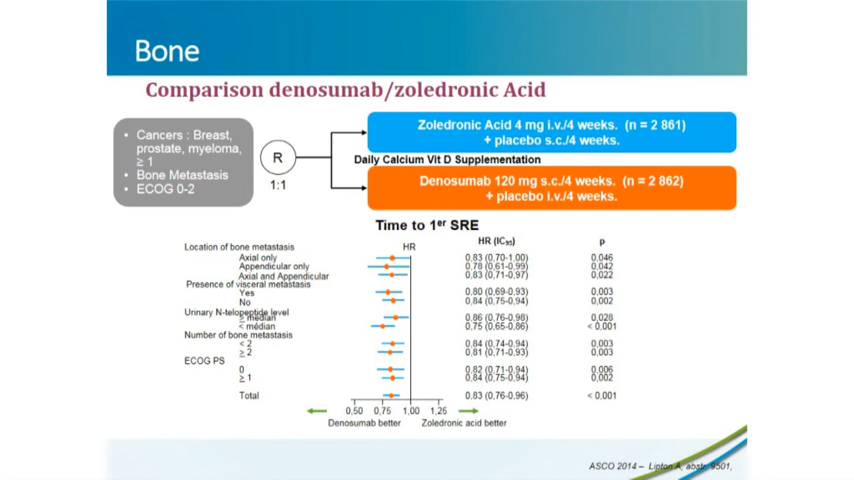 Bone
Comparison denosumab/zoledronic Acid
• Cancers : Breast,
prostate, myeloma,
≥ 1
• Bone Metastasis
• ECOG 0-2
R
1:1
Zoledronic Acid 4 mg i.v./4 weeks. (n = 2 861)
+ placebo s.c./4 weeks.
Daily Calcium Vit D Supplementation
Denosumab 120 mg s.c./4 weeks. (n = 2 862)
+ placebo i.v./4 weeks.
Time to 1er SRE
HR HR (IC95) p
Location of bone metastasis
Axial only 0,83 (0,70-1,00) 0,046
Appendicular only 0,78 (0,61-0,99) 0,042
Axial and Appendicular 0,83 (0,71-0,97) 0,022
Presence of visceral metastasis
Yes 0,80 (0,69-0,93) 0,003
No 0,84 (0,75-0,94) 0,002
Urinary N-telopeptide level
≥ median 0,86 (0,76-0,98) 0,028
< médian 0,75 (0,65-0,86) < 0,001
Number of bone metastasis
< 2 0,84 (0,74-0,94) 0,003
≥ 2 0,81 (0,71-0,93) 0,003
ECOG PS
0 0,82 (0,71-0,94) 0,006
≥ 1 0,84 (0,75-0,94) 0,002
Total 0,83 (0,76-0,96) < 0,001
0,50 0,75 1,00 1,25
Denosumab better Zoledronic acid better
ASCO 2014 – Lipton A, abstr. 9501,